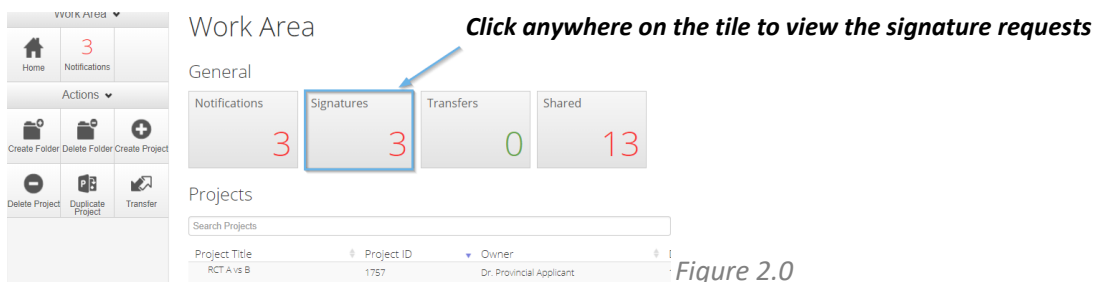 Work Area
Home
3
Notifications
Actions
Create Folder
Delete Folder
Create Project
Delete Project
Duplicate
Project
Transfer
Work Area
Click anywhere on the tile to view the signature requests
General
Notifications
3
Signatures
3
Transfers
0
Shared
13
Projects
Search Projects
Project Title
Project ID
Owner
RCT A vs B
1757
Dr. Provincial Applicant
Figure 2.0